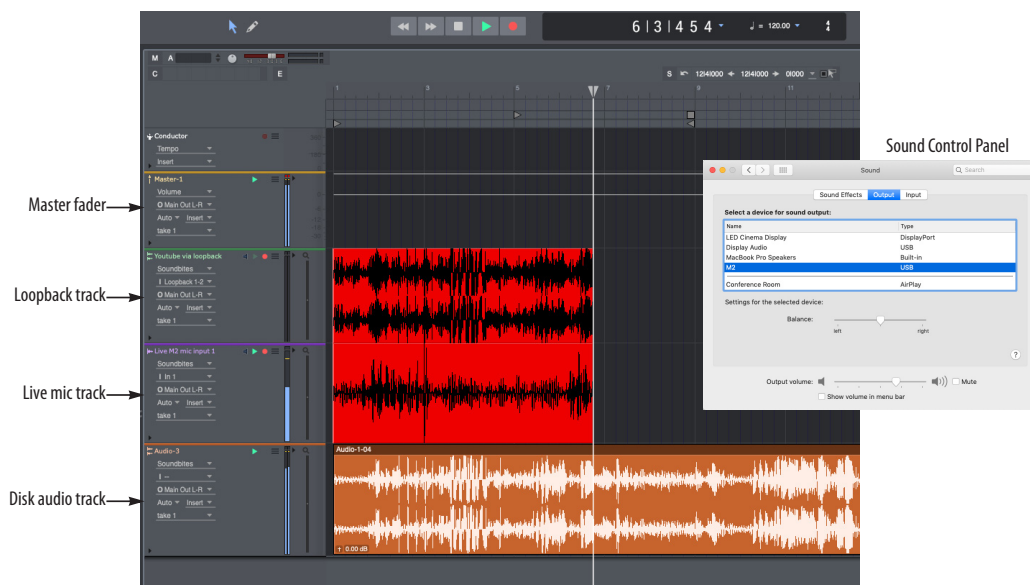 6|3|454
♩ = 120.00
4
4
M A
C E
S 12|4|000 12|4|000 0|000
1 3 5 7 9 11
Conductor
Tempo
Insert
Master-1
Volume
O Main Out L-R
Auto Insert
take 1
Youtube via loopback
Soundbites
I Loopback 1-2
O Main Out L-R
Auto Insert
take 1
Live M2 mic input 1
Soundbites
I In 1
O Main Out L-R
Auto Insert
take 1
Audio-3
Soundbites
I --
O Main Out L-R
Auto Insert
take 1
Audio-1-04
0.00 dB
Master fader
Loopback track
Live mic track
Disk audio track
Sound Control Panel
Sound
Search
Sound Effects Output Input
Select a device for sound output:
Name Type
LED Cinema Display DisplayPort
Display Audio USB
MacBook Pro Speakers Built-in
M2 USB
Conference Room AirPlay
Settings for the selected device:
Balance:
left right
?
Output volume: Mute
Show volume in menu bar